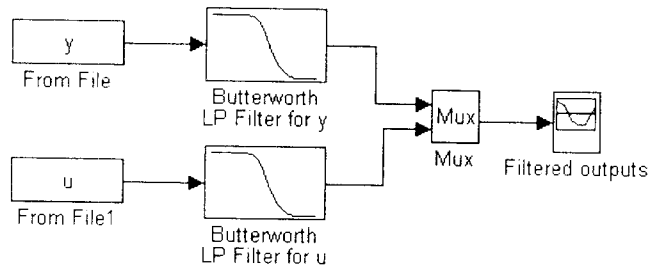 y
From File
Butterworth
LP Filter for y
Mux
Mux
Filtered outputs
u
From File1
Butterworth
LP Filter for u